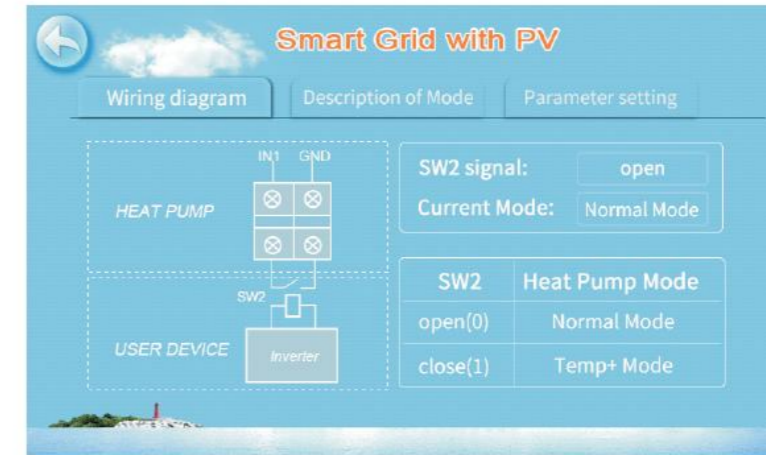 Smart Grid with PV
Wiring diagram
Description of Mode
Parameter setting
IN1 GND
HEAT PUMP
SW2
USER DEVICE
Inverter
SW2 signal: open
Current Mode: Normal Mode
SW2 Heat Pump Mode
open(0) Normal Mode
close(1) Temp+ Mode